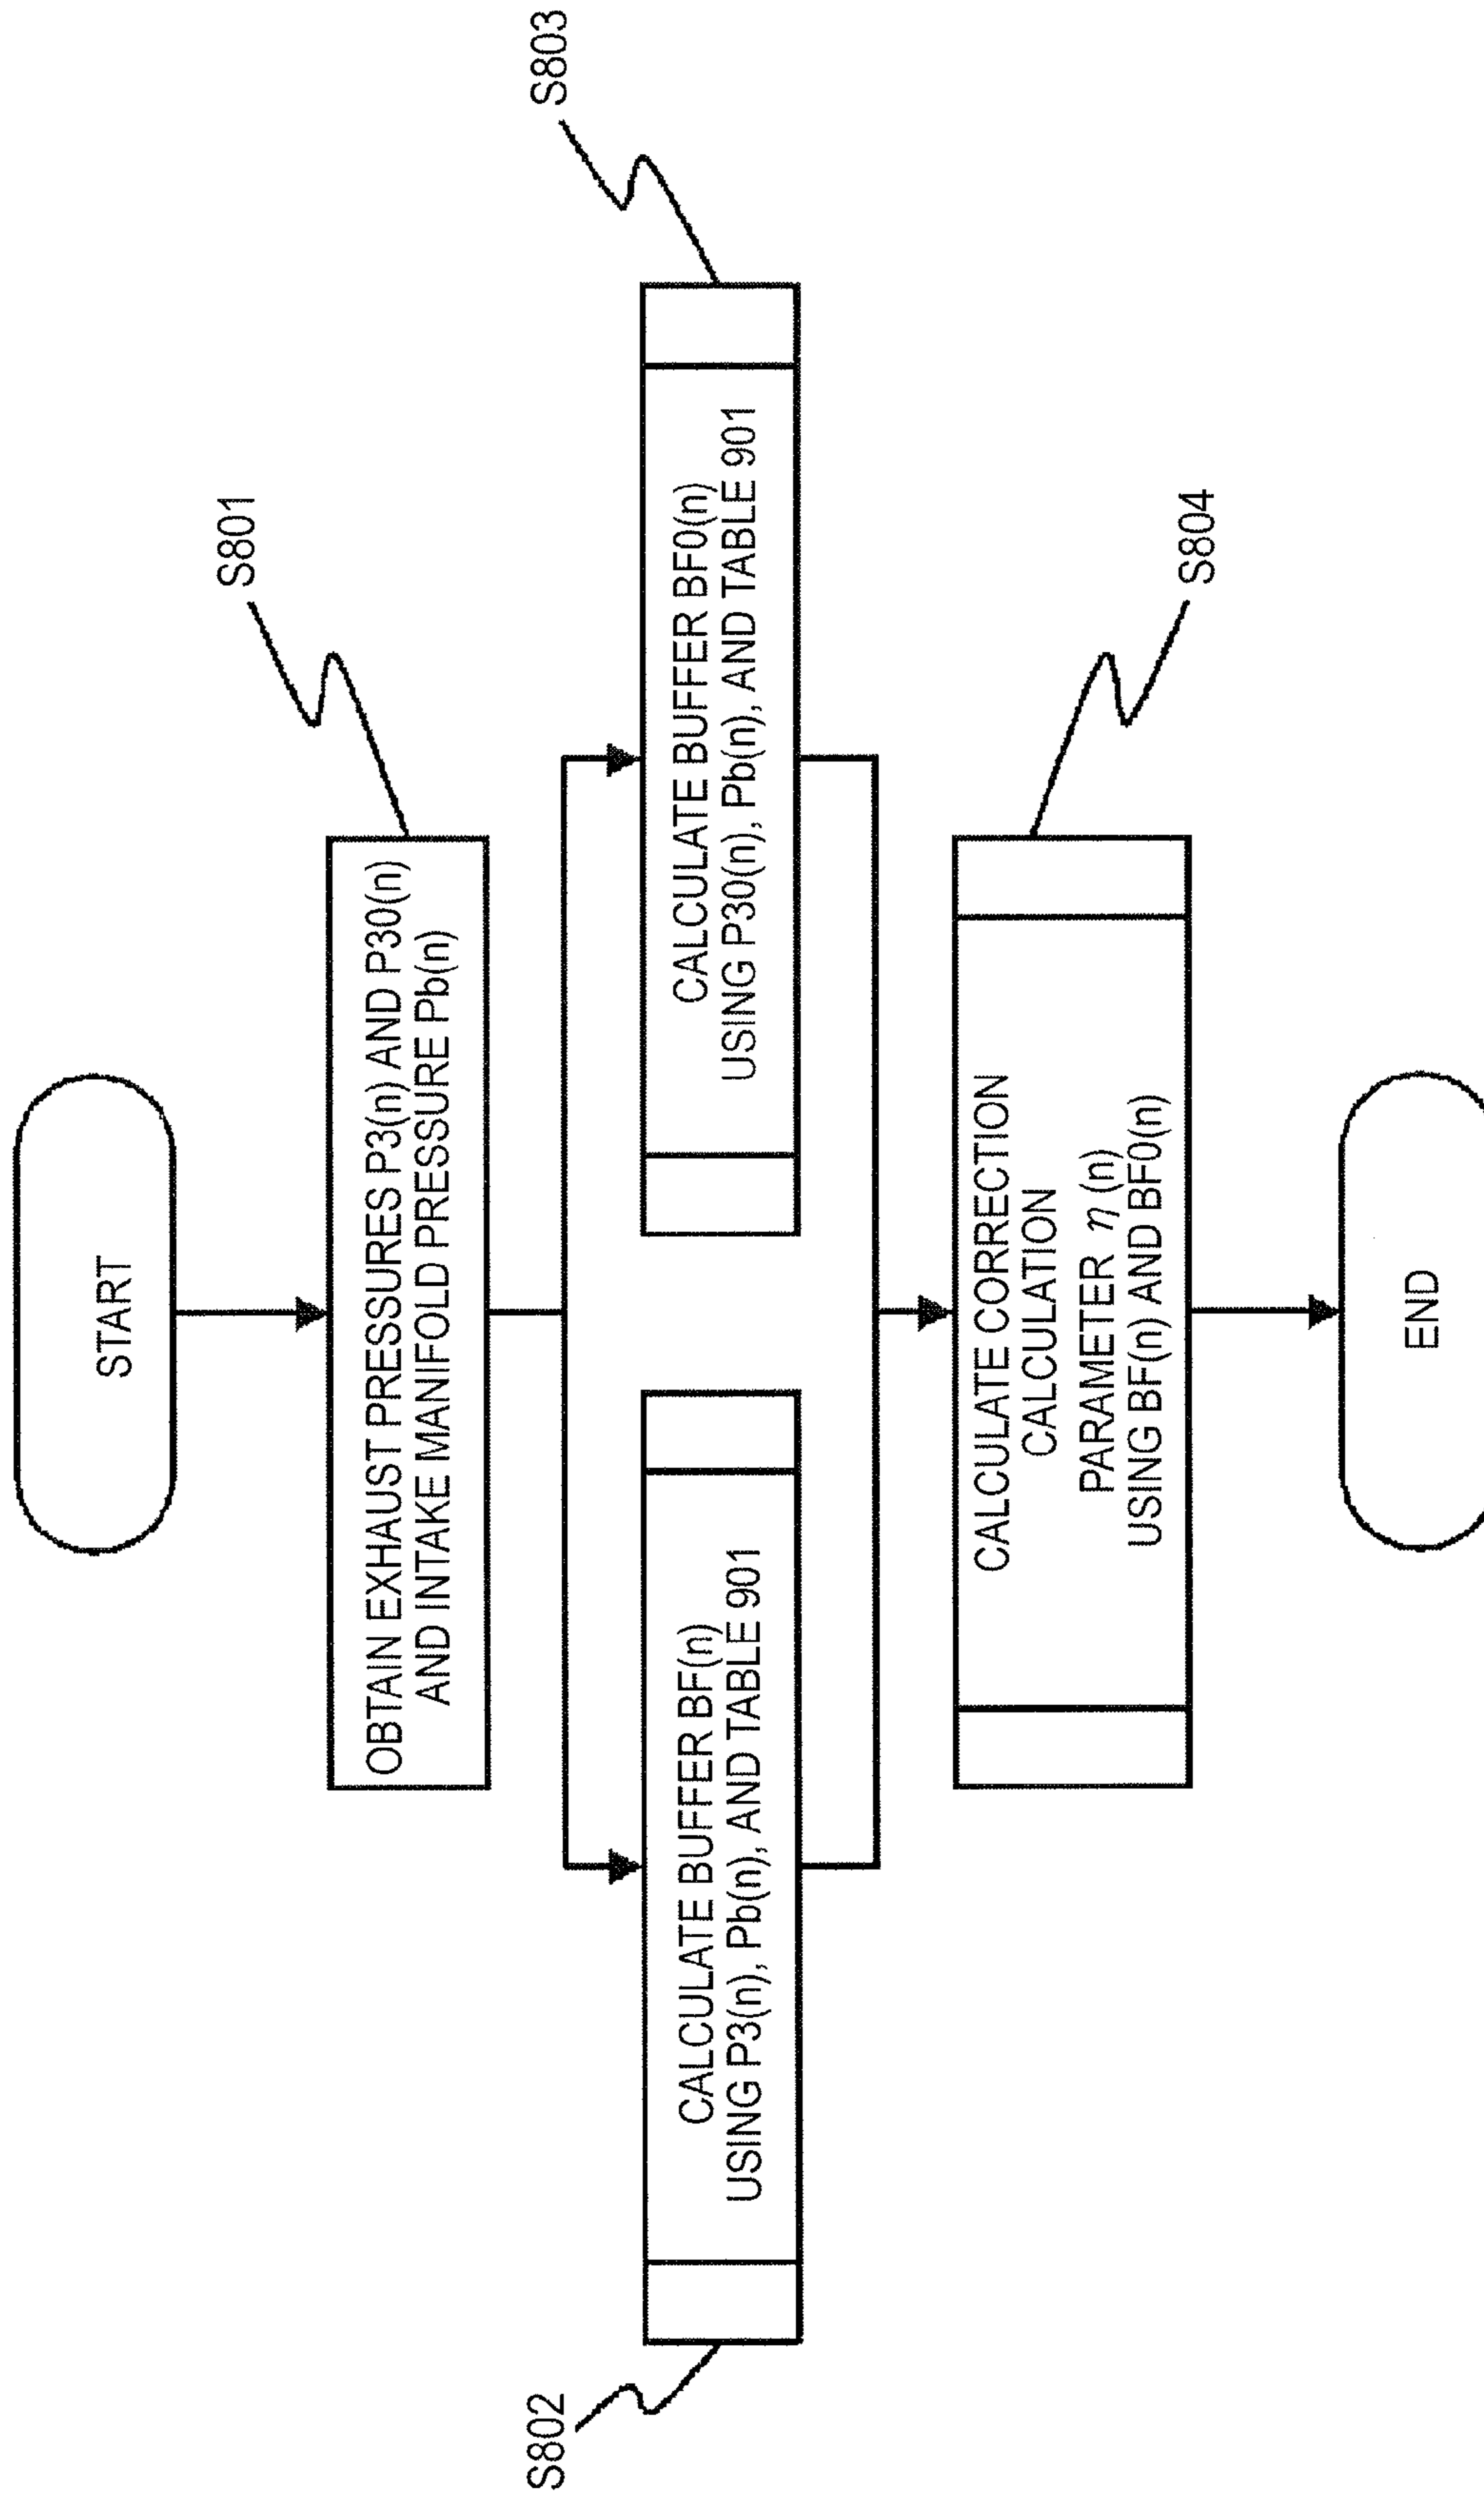 START
S801
OBTAIN EXHAUST PRESSURES P3(n) AND P30(n)
AND INTAKE MANIFOLD PRESSURE Pb(n)
S802
CALCULATE BUFFER BF(n)
USING P3(n), Pb(n), AND TABLE 901
S803
CALCULATE BUFFER BF0(n)
USING P30(n), Pb(n), AND TABLE 901
S804
CALCULATE CORRECTION
CALCULATION
PARAMETER η (n)
USING BF(n) AND BF0(n)
END